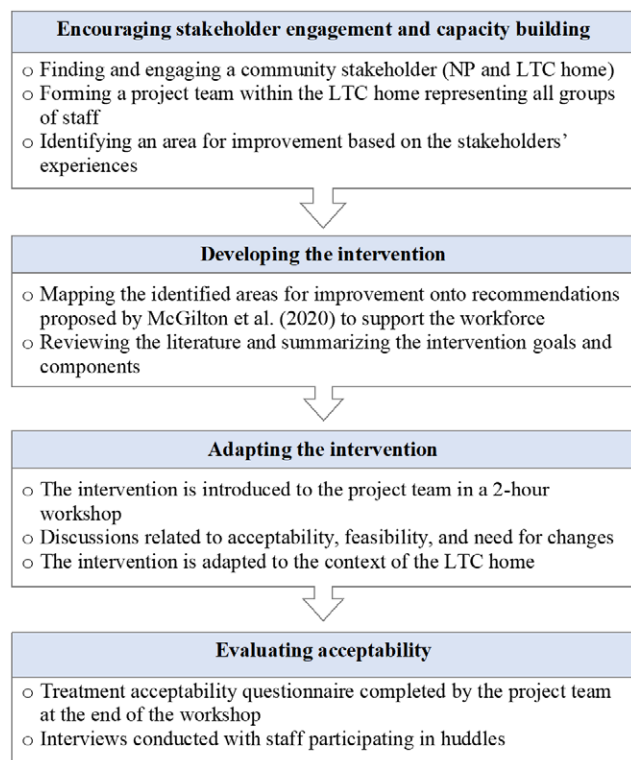 Encouraging stakeholder engagement and capacity building
o Finding and engaging a community stakeholder (NP and LTC home)
o Forming a project team within the LTC home representing all groups
of staff
o Identifying an area for improvement based on the stakeholders’
experiences
Developing the intervention
o Mapping the identified areas for improvement onto recommendations
proposed by McGilton et al. (2020) to support the workforce
o Reviewing the literature and summarizing the intervention goals and
components
Adapting the intervention
o The intervention is introduced to the project team in a 2-hour
workshop
o Discussions related to acceptability, feasibility, and need for changes
o The intervention is adapted to the context of the LTC home
Evaluating acceptability
o Treatment acceptability questionnaire completed by the project team
at the end of the workshop
o Interviews conducted with staff participating in huddles